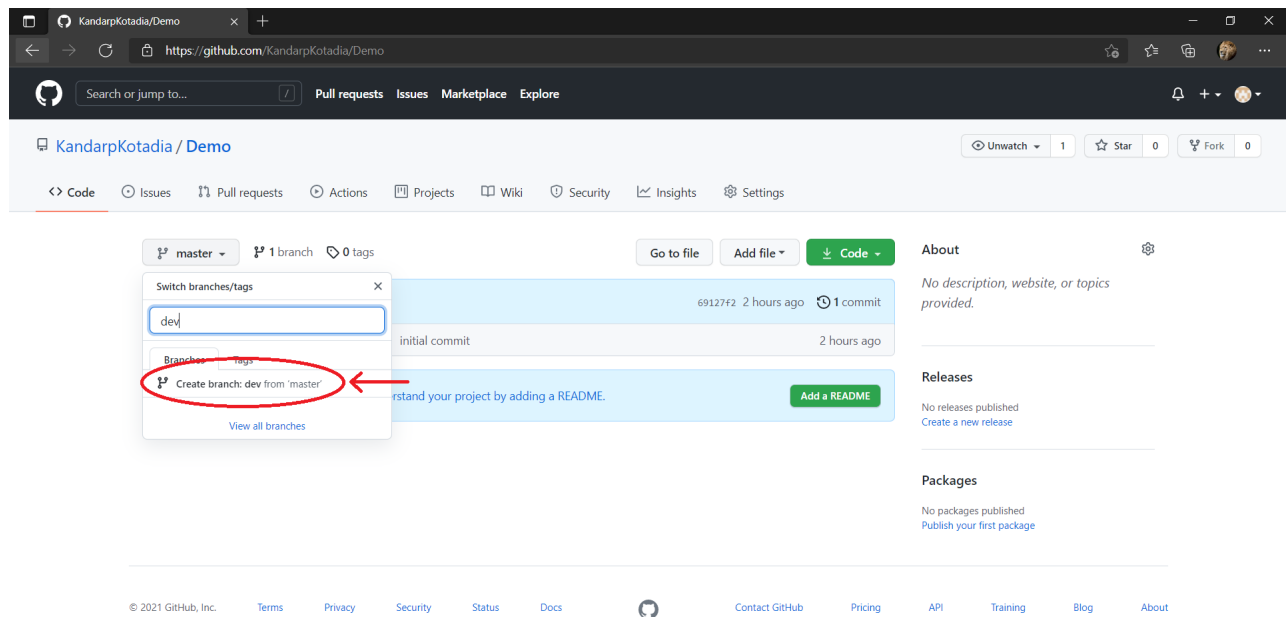 KandarpKotadia/Demo
https://github.com/KandarpKotadia/Demo
Search or jump to... / Pull requests Issues Marketplace Explore
KandarpKotadia / Demo Unwatch 1 Star 0 Fork 0
Code Issues Pull requests Actions Projects Wiki Security Insights Settings
master 1 branch 0 tags Go to file Add file Code
Switch branches/tags
dev
69127f2 2 hours ago 1 commit
initial commit 2 hours ago
Branches Tags
Create branch: dev from 'master'
rstand your project by adding a README. Add a README
View all branches
About
No description, website, or topics
provided.
Releases
No releases published
Create a new release
Packages
No packages published
Publish your first package
© 2021 GitHub, Inc. Terms Privacy Security Status Docs Contact GitHub Pricing API Training Blog About